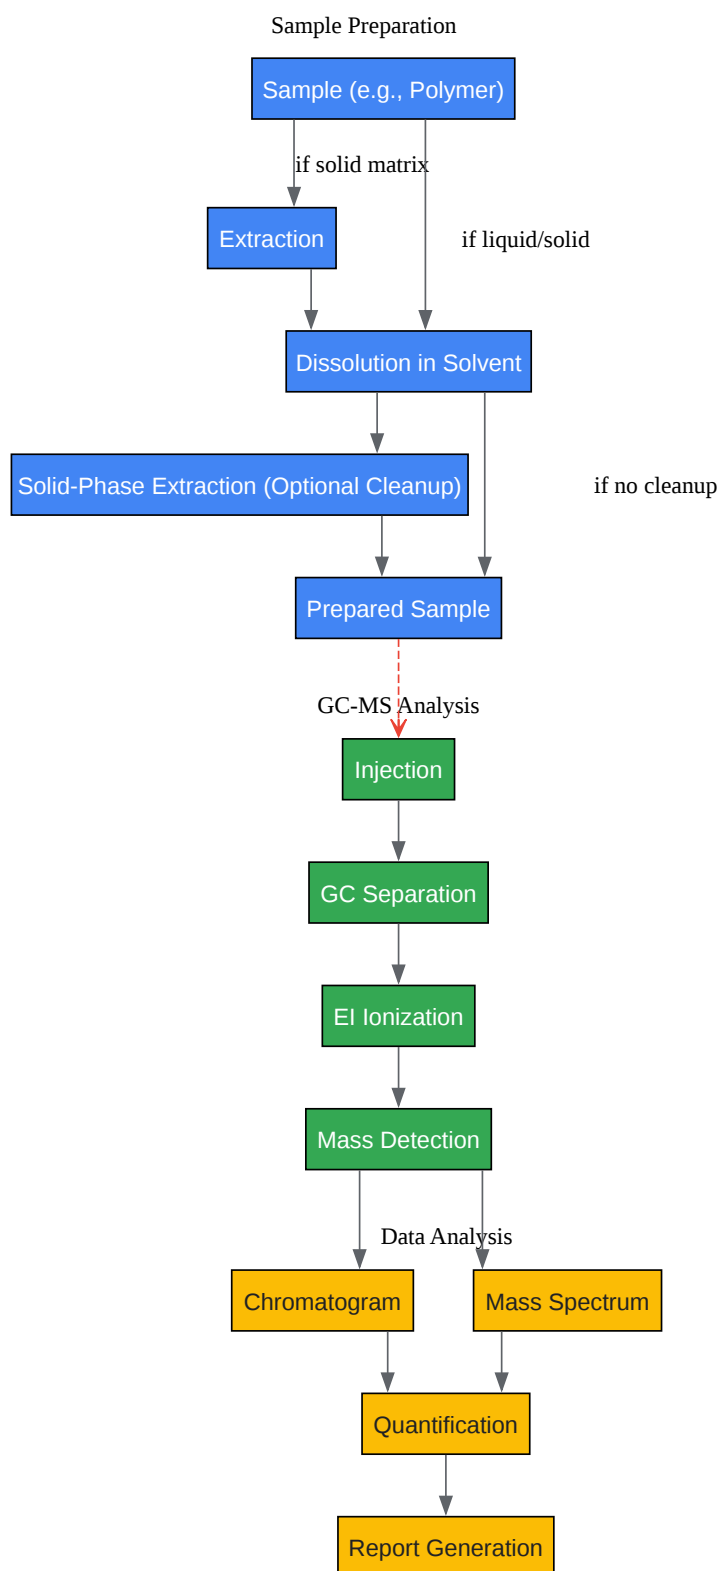 Sample Preparation
Sample (e.g., Polymer)
if solid matrix
Extraction
if liquid/solid
Dissolution in Solvent
Solid-Phase Extraction (Optional Cleanup)
if no cleanup
Prepared Sample
GC-MS Analysis
Injection
GC Separation
EI Ionization
Mass Detection
Data Analysis
Chromatogram
Mass Spectrum
Quantification
Report Generation